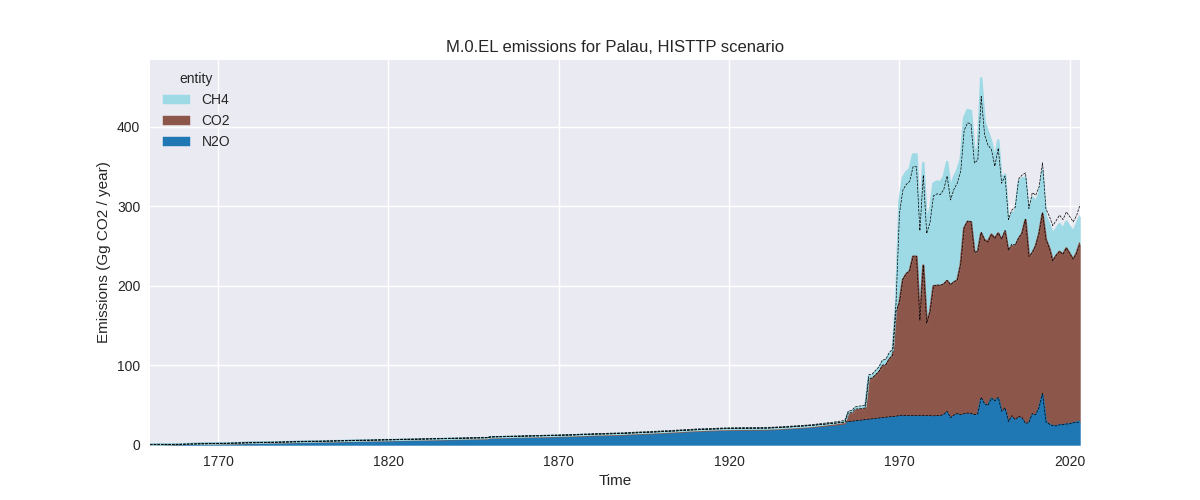 M.0.EL emissions for Palau, HISTTP scenario
entity
CH4
CO2
N2O
Emissions (Gg CO2 / year)
400
300
200
100
0
1770
1820
1870
1920
1970
2020
Time